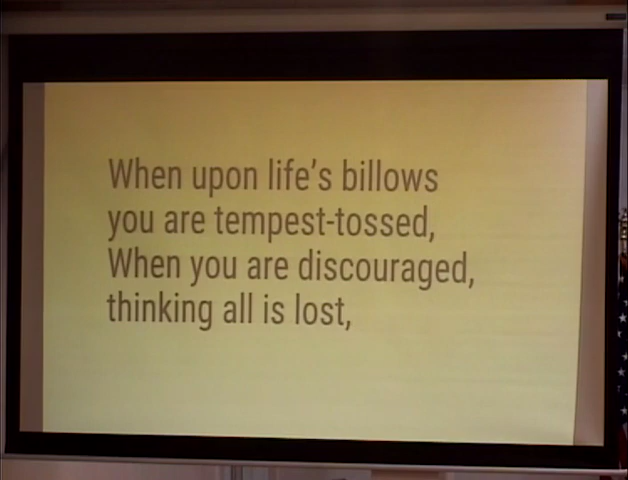 When upon life's billows
you are tempest-tossed,
When you are discouraged,
thinking all is lost,